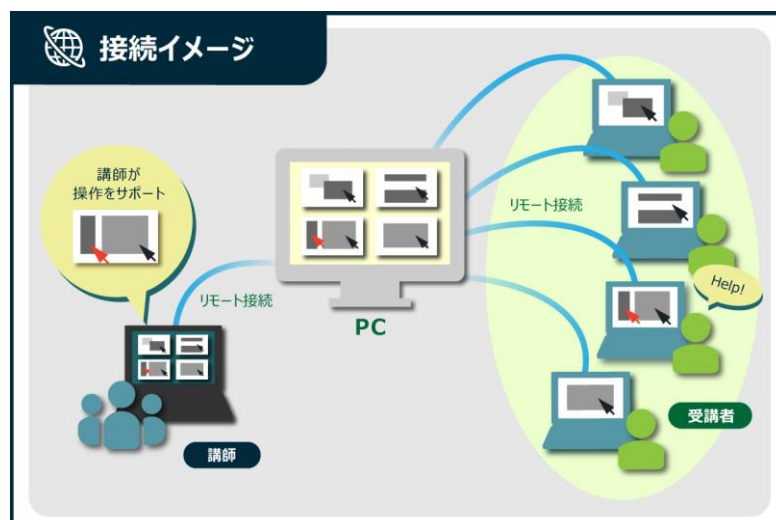 接続イメージ
講師が
操作をサポート
リモート接続
PC
リモート接続
Help!
講師
受講者